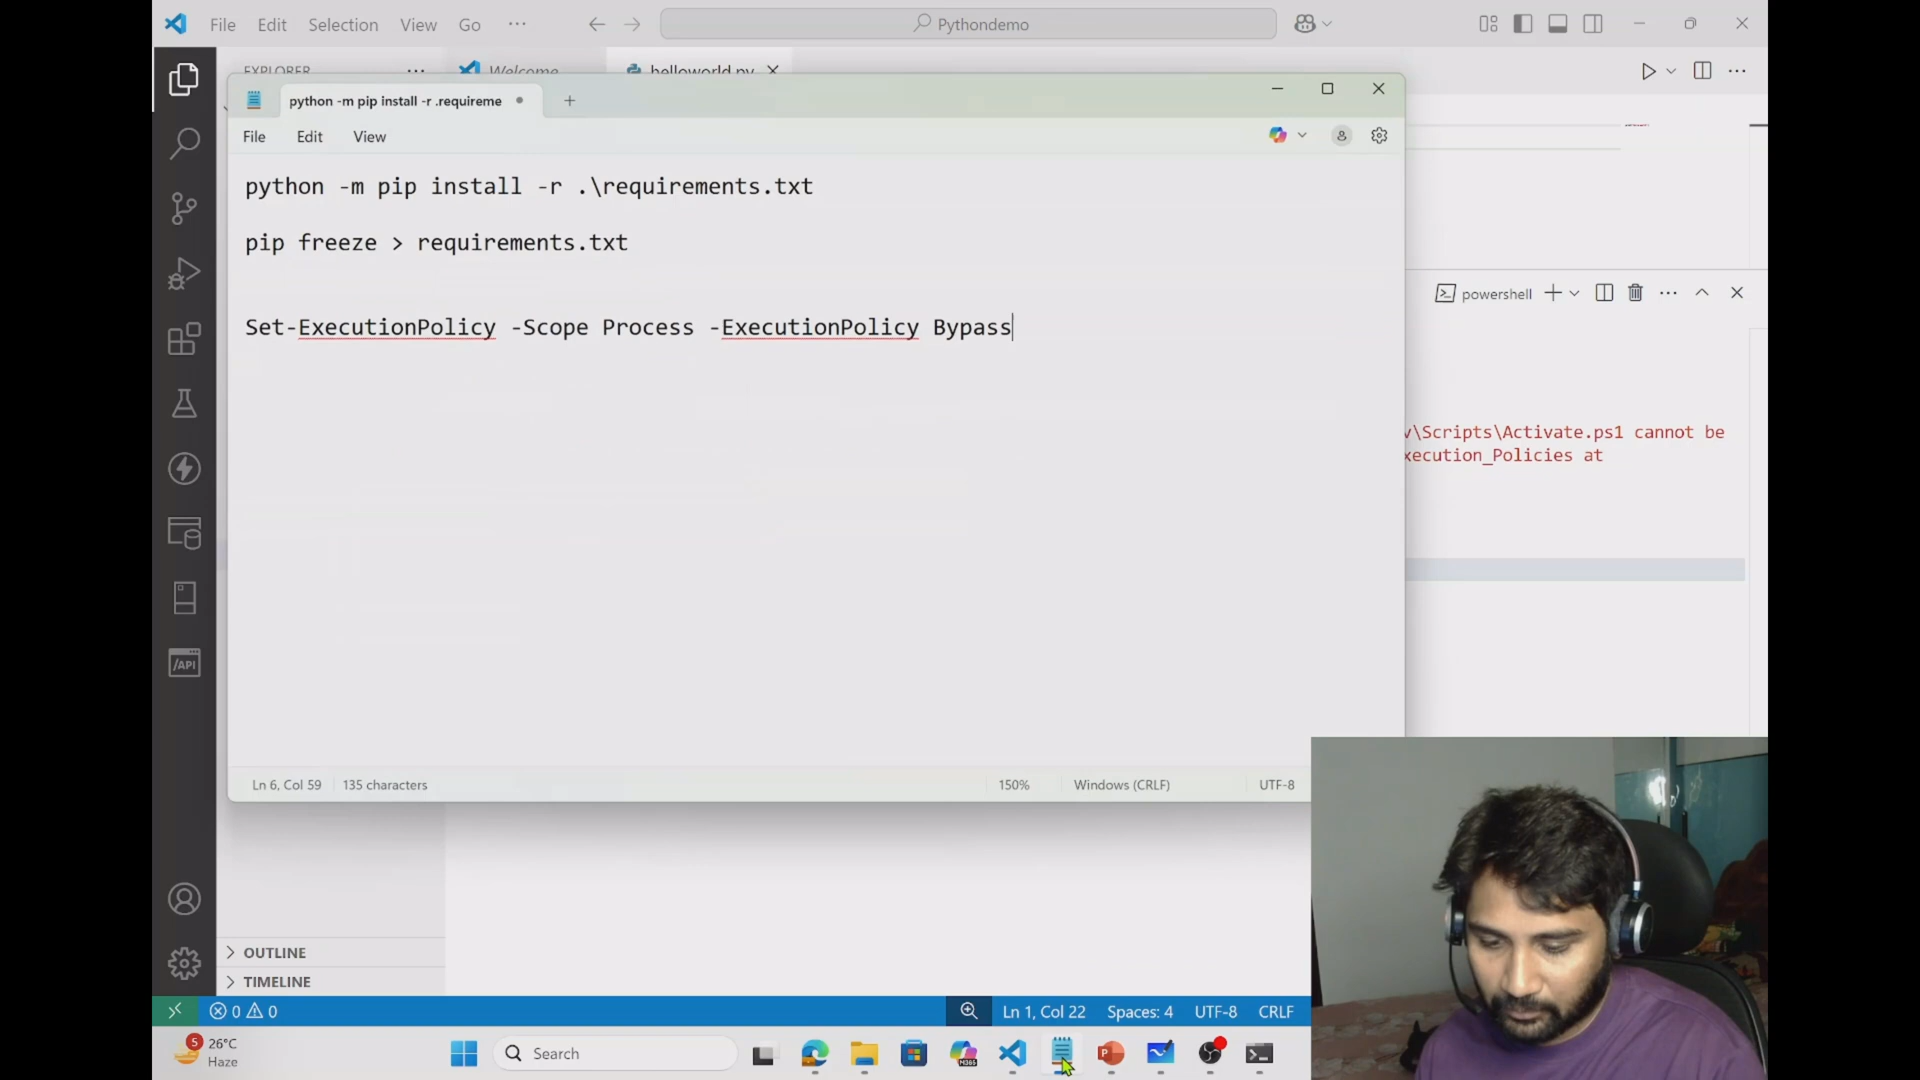 File Edit Selection View Go ... Pythondemo
EXPLORER ... Welcome helloworld.py
python -m pip install -r .requireme
File Edit View
python -m pip install -r .\requirements.txt
pip freeze > requirements.txt
powershell
Set-ExecutionPolicy -Scope Process -ExecutionPolicy Bypass
v\Scripts\Activate.ps1 cannot be
xecution_Policies at
/API
Ln 6, Col 59 135 characters 150% Windows (CRLF) UTF-8
OUTLINE
TIMELINE
0 0 Ln 1, Col 22 Spaces: 4 UTF-8 CRLF
5 26°C
Haze
Search
M365
P